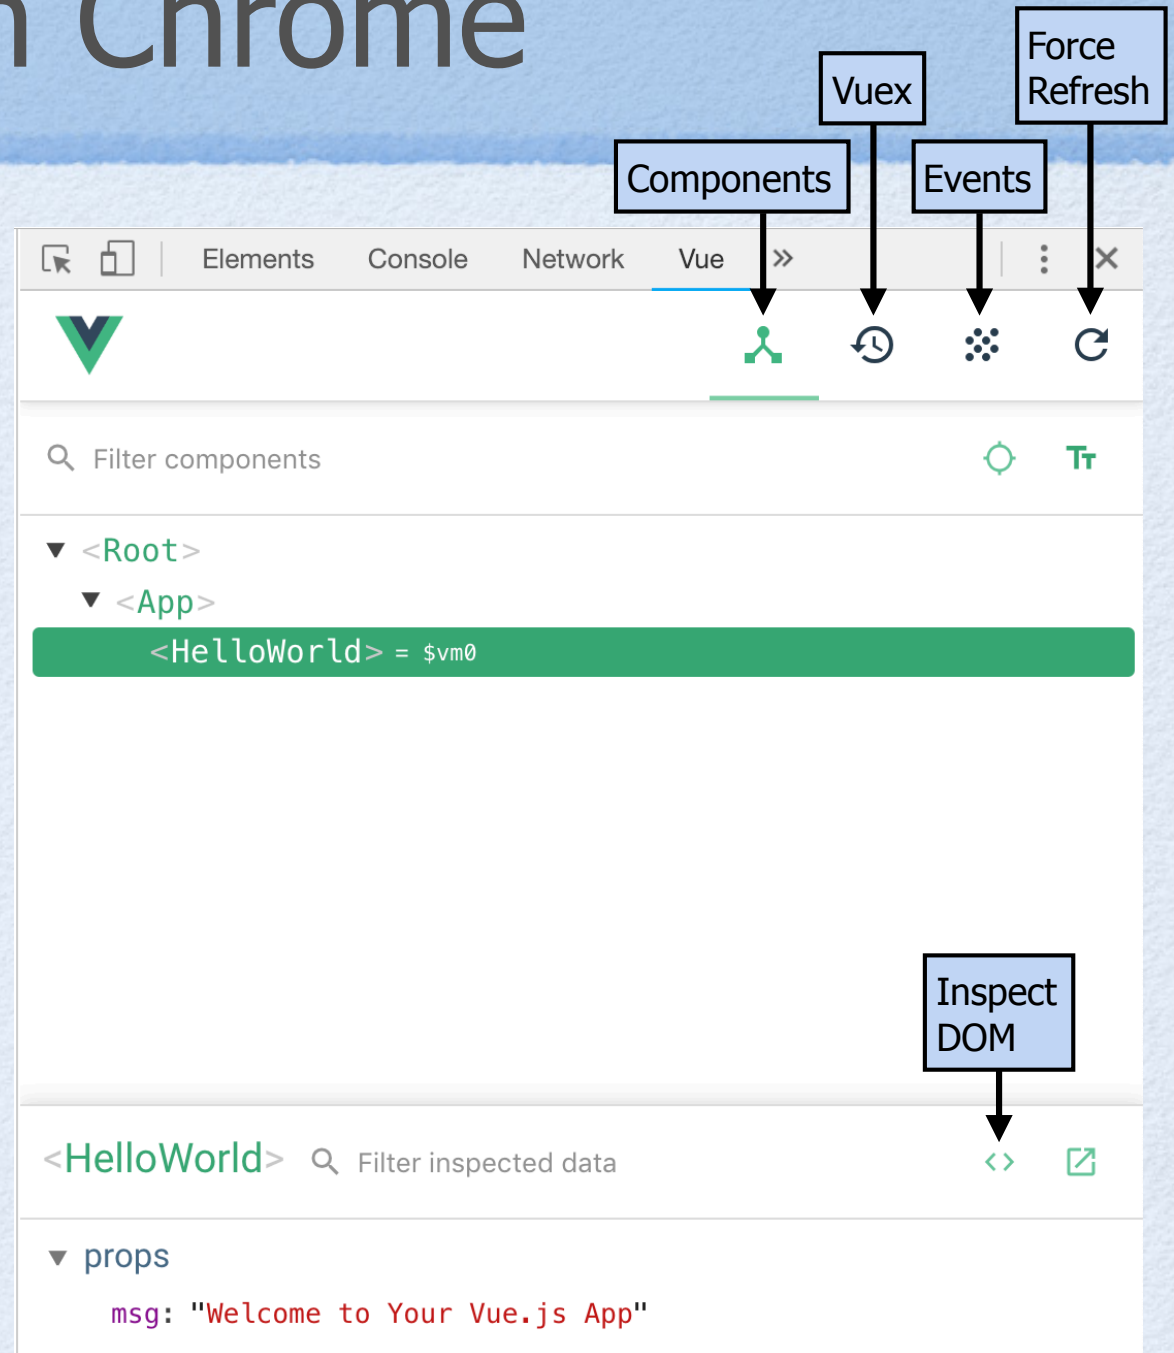 n Chrome
Force
Refresh
Vuex
Components
Events
Elements Console Network Vue »
Filter components
Tт
▼ <Root>
▼ <App>
<HelloWorld> = $vm0
Inspect
DOM
<HelloWorld> Filter inspected data
< >
▼ props
msg: "Welcome to Your Vue.js App"